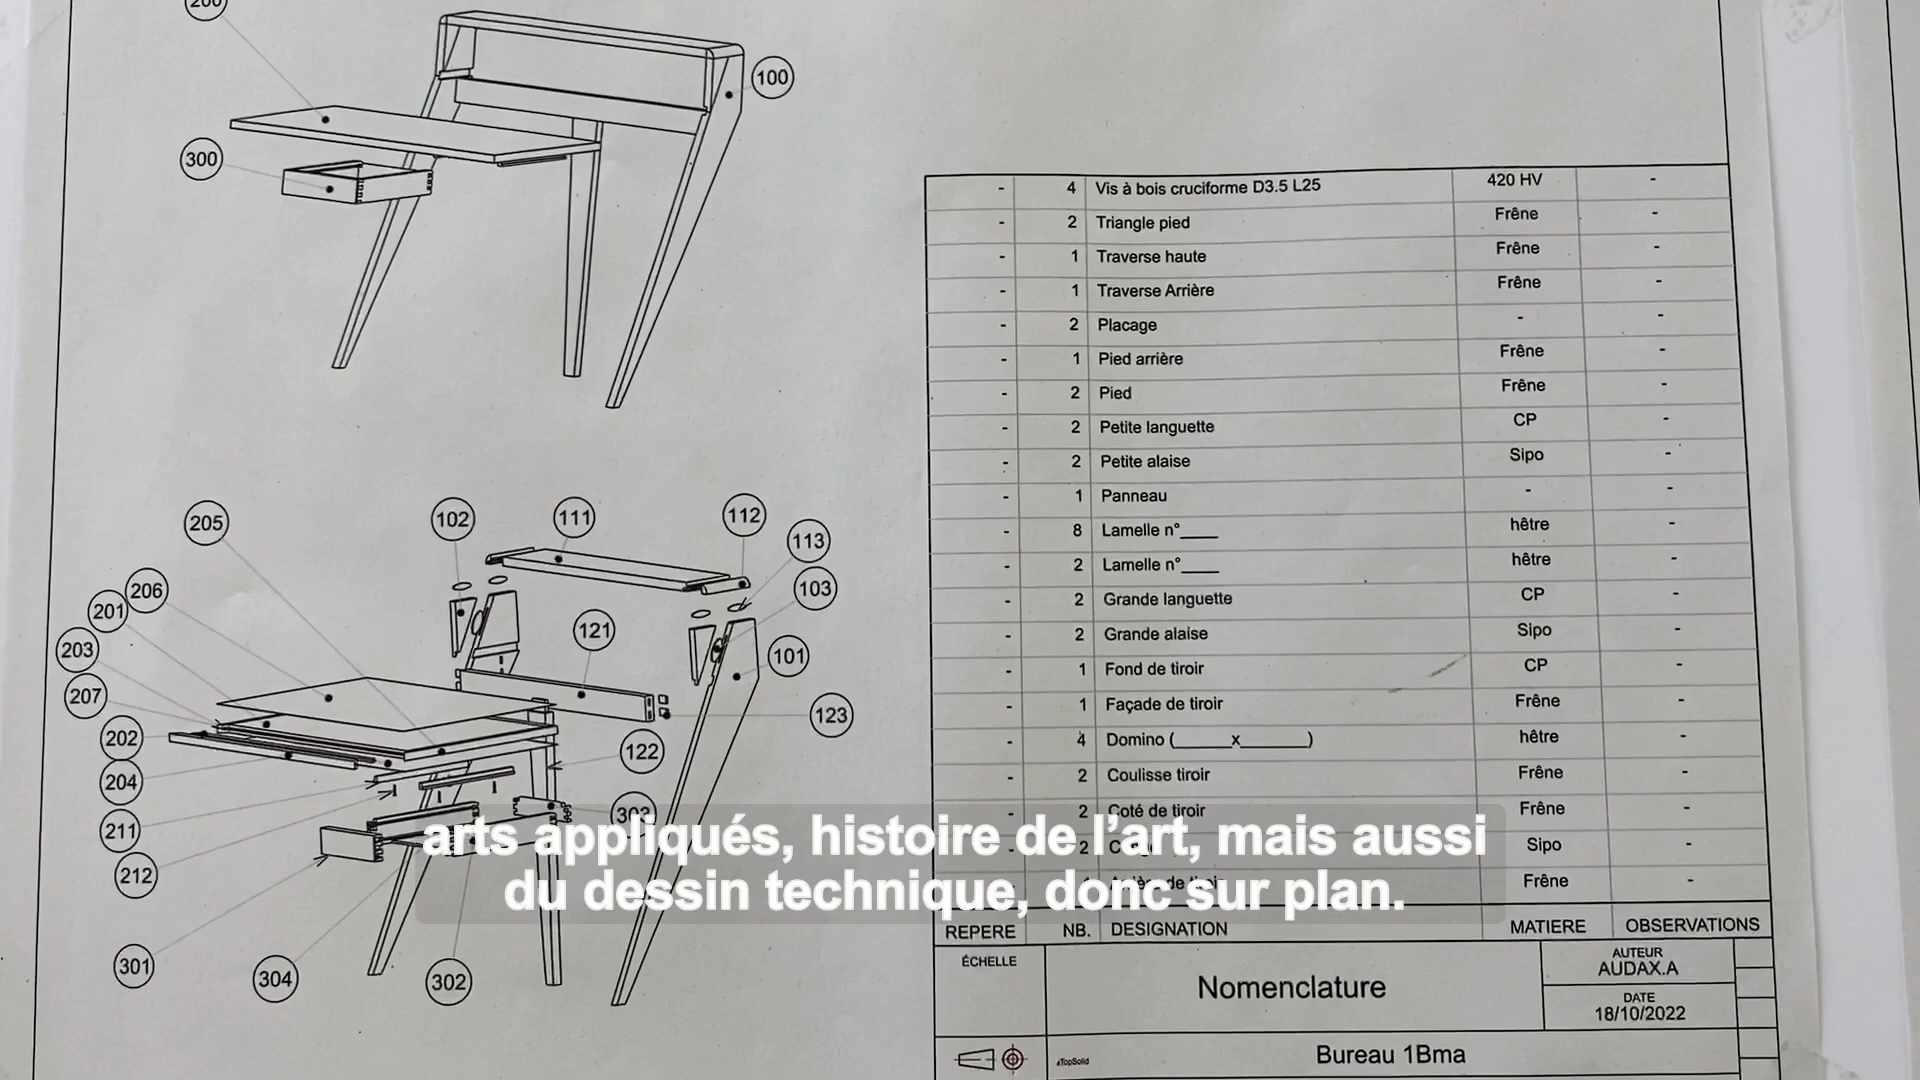 200
100
300
- 4 Vis à bois cruciforme D3.5 L25 420 HV -
- 2 Triangle pied Frêne -
- 1 Traverse haute Frêne -
- 1 Traverse Arrière Frêne -
- 2 Placage - -
- 1 Pied arrière Frêne -
- 2 Pied Frêne -
- 2 Petite languette CP -
- 2 Petite alaise Sipo -
- 1 Panneau - -
- 8 Lamelle n°____ hêtre -
- 2 Lamelle n°____ hêtre -
- 2 Grande languette CP -
- 2 Grande alaise Sipo -
- 1 Fond de tiroir CP -
- 1 Façade de tiroir Frêne -
- 4 Domino (______x_______) hêtre -
- 2 Coulisse tiroir Frêne -
- 2 Coté de tiroir Frêne -
- 2 Sipo -
- 1 Arrière de tiroir Frêne -
REPERE NB. DESIGNATION MATIERE OBSERVATIONS
ÉCHELLE
Nomenclature
AUTEUR
AUDAX.A
DATE
18/10/2022
TopSolid
Bureau 1Bma
205
102
111
112
113
206
103
201
121
203
101
207
123
202
122
204
303
211
212
301
304
302
arts appliqués, histoire de l'art, mais aussi
du dessin technique, donc sur plan.